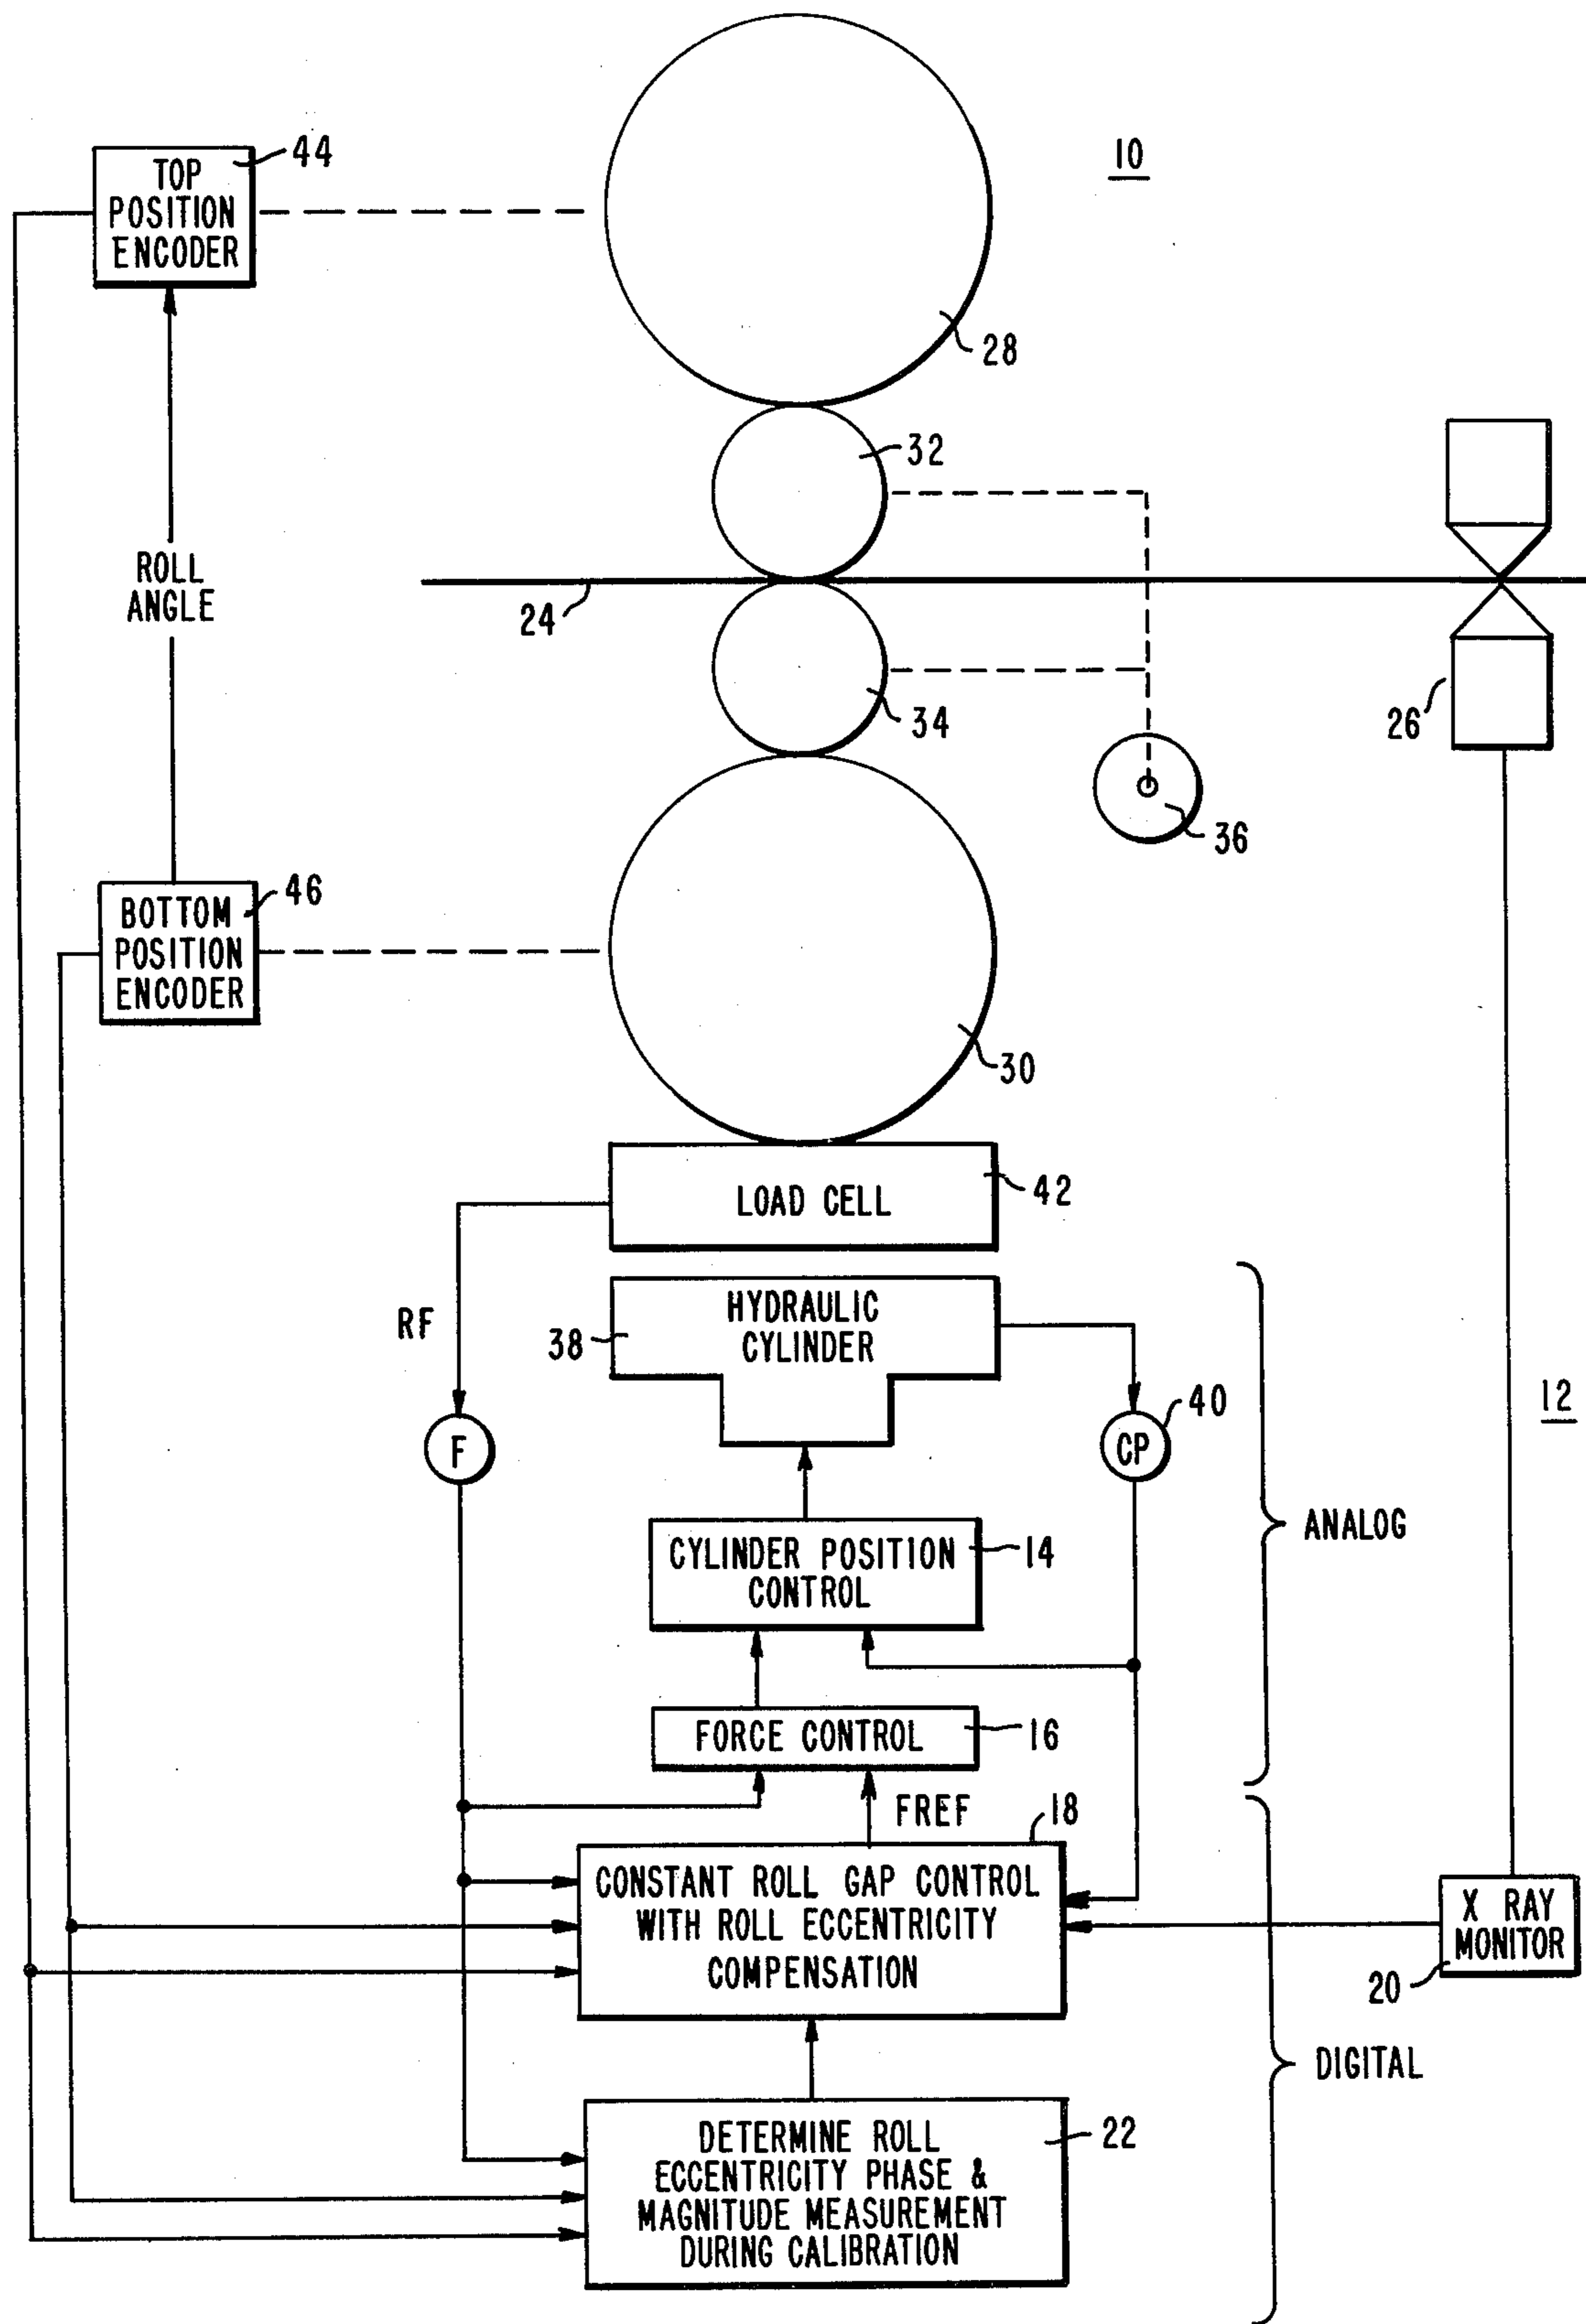 10
44
TOP
POSITION
ENCODER
28
32
ROLL
ANGLE
24
34
26
36
46
BOTTOM
POSITION
ENCODER
30
LOAD CELL
42
RF
38
HYDRAULIC
CYLINDER
40
12
F
CP
ANALOG
CYLINDER POSITION
CONTROL
14
FORCE CONTROL
16
FREF
18
CONSTANT ROLL GAP CONTROL
WITH ROLL ECCENTRICITY
COMPENSATION
X RAY
MONITOR
20
DIGITAL
DETERMINE ROLL
ECCENTRICITY PHASE &
MAGNITUDE MEASUREMENT
DURING CALIBRATION
22